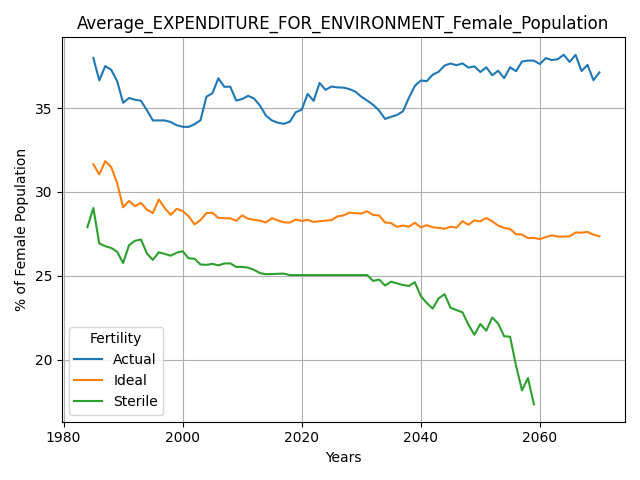 Average_EXPENDITURE_FOR_ENVIRONMENT_Female_Population
% of Female Population
35
30
25
20
Fertility
Actual
Ideal
Sterile
1980 2000 2020 2040 2060
Years